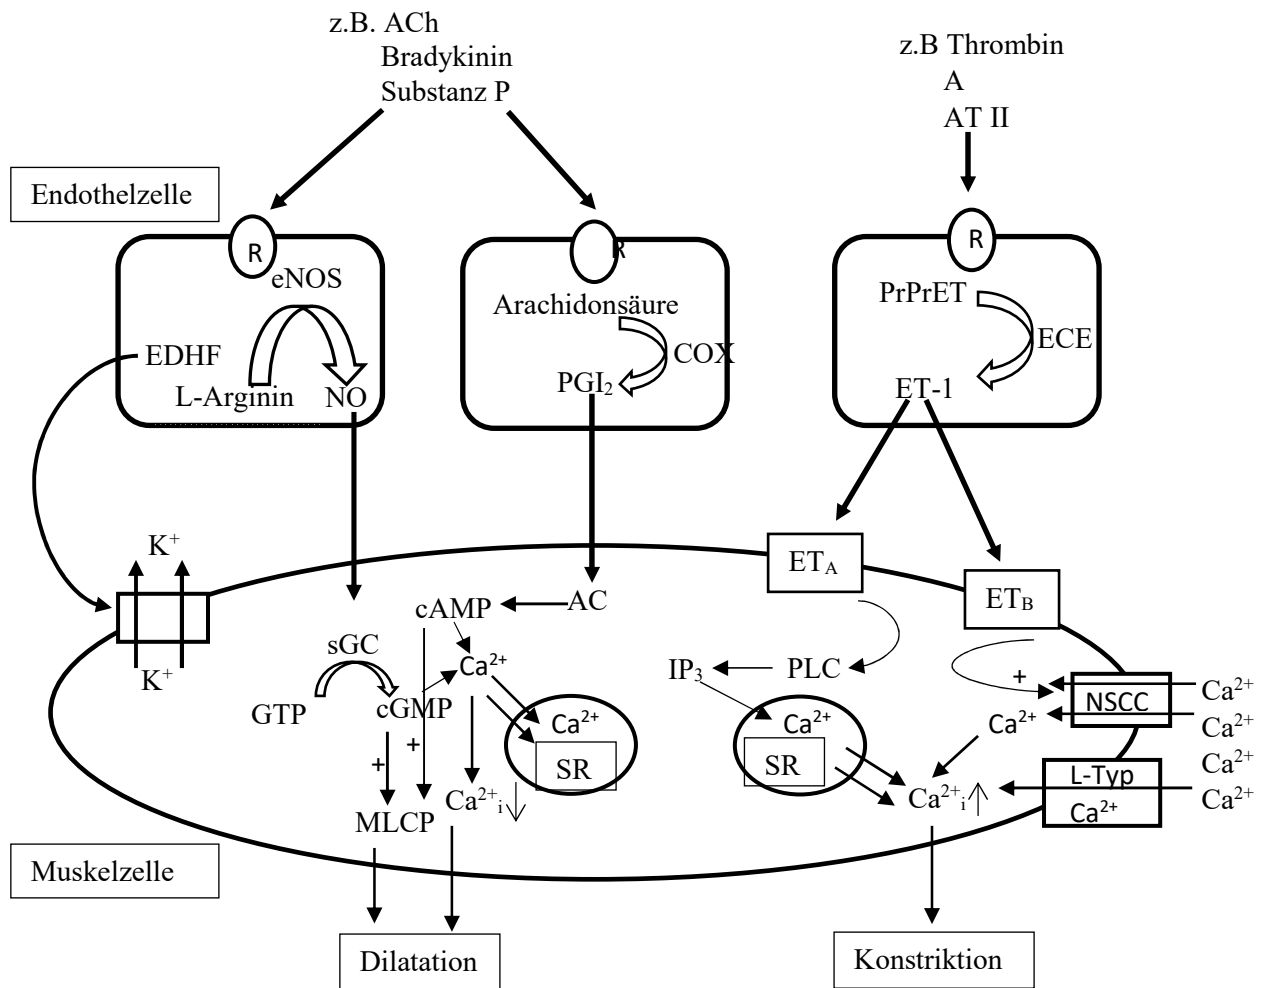 z.B. ACh
Bradykinin
Substanz P
z.B Thrombin
A
AT II
Endothelzelle
R
eNOS
EDHF
L-Arginin
NO
R
Arachidonsäure
COX
PGI₂
R
PrPrET
ECE
ET-1
K⁺
K⁺
ET_A
ET_B
cAMP
AC
sGC
GTP
cGMP
Ca²⁺
Ca²⁺
SR
+
+
MLCP
Ca²⁺ᵢ↓
IP₃
PLC
Ca²⁺
SR
+
Ca²⁺
Ca²⁺ᵢ↑
NSCC
L-Typ
Ca²⁺
Ca²⁺
Ca²⁺
Ca²⁺
Ca²⁺
Muskelzelle
Dilatation
Konstriktion